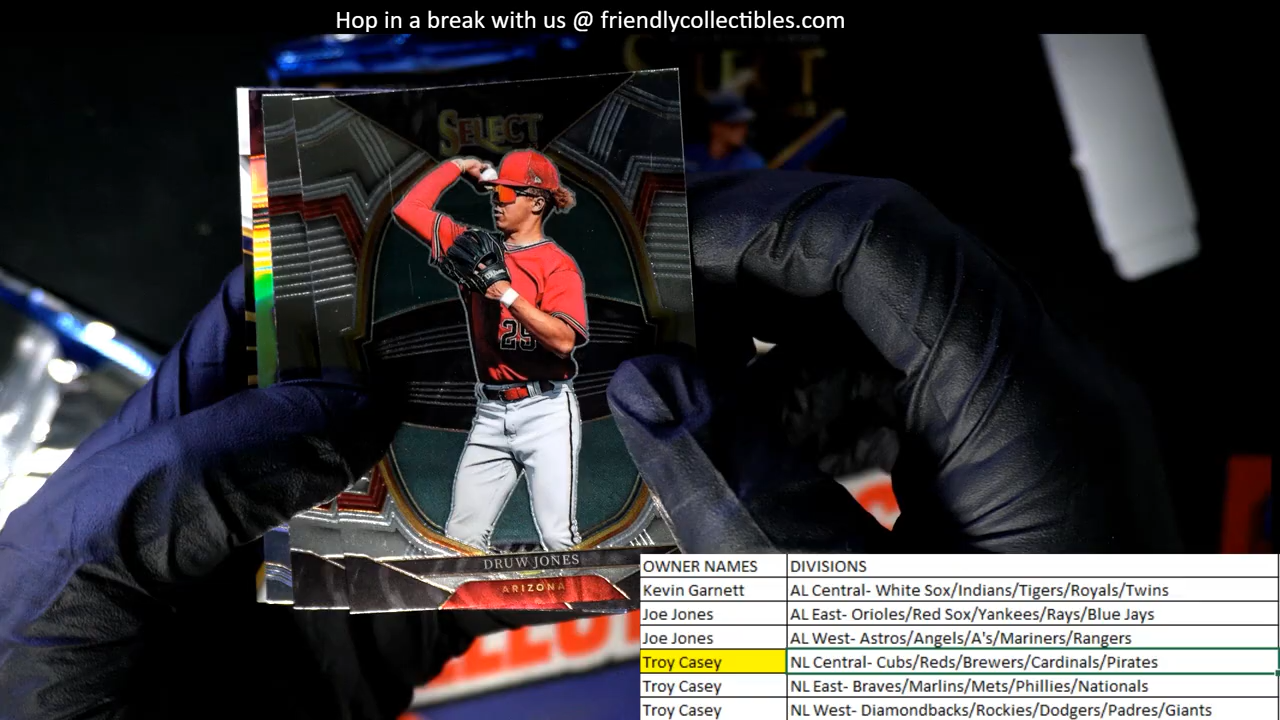 Hop in a break with us @ friendlycollectibles.com
SELECT
SELECT
25
DRUW JONES
ARIZONA
OWNER NAMES DIVISIONS
Kevin Garnett AL Central- White Sox/Indians/Tigers/Royals/Twins
Joe Jones AL East- Orioles/Red Sox/Yankees/Rays/Blue Jays
Joe Jones AL West- Astros/Angels/A's/Mariners/Rangers
Troy Casey NL Central- Cubs/Reds/Brewers/Cardinals/Pirates
Troy Casey NL East- Braves/Marlins/Mets/Phillies/Nationals
Troy Casey NL West- Diamondbacks/Rockies/Dodgers/Padres/Giants